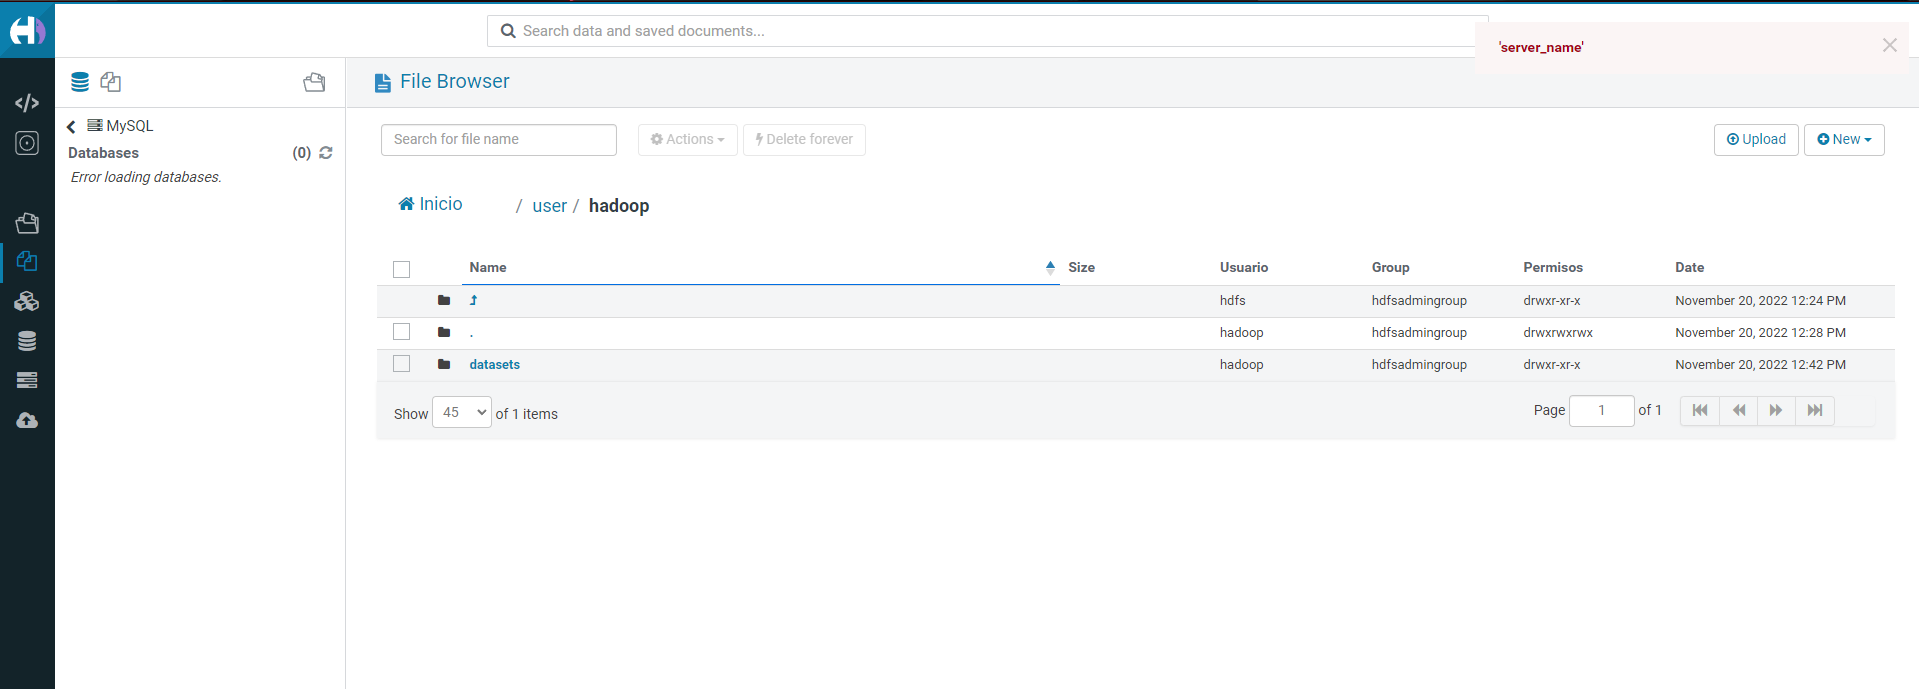 Search data and saved documents...
'server_name'
File Browser
MySQL
Databases (0)
Error loading databases.
Search for file name Actions Delete forever Upload New
Inicio / user / hadoop
Name Size Usuario Group Permisos Date
hdfs hdfsadmingroup drwxr-xr-x November 20, 2022 12:24 PM
. hadoop hdfsadmingroup drwxrwxrwx November 20, 2022 12:28 PM
datasets hadoop hdfsadmingroup drwxr-xr-x November 20, 2022 12:42 PM
Show 45 of 1 items Page 1 of 1